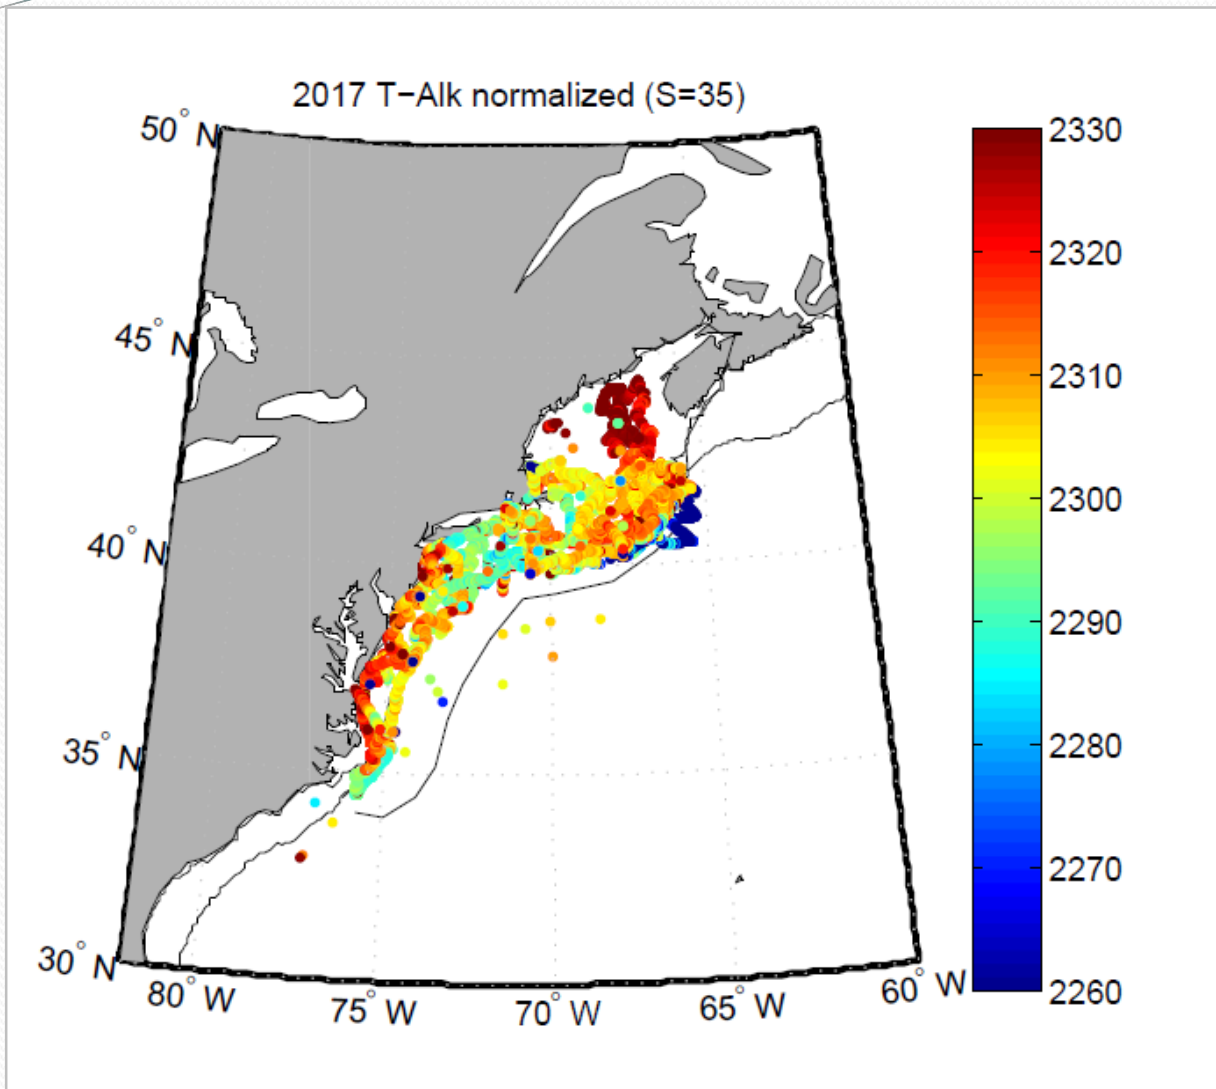 2017 T−Alk normalized (S=35)
50° N
45° N
40° N
35° N
30° N
80° W
75° W
70° W
65° W
60° W
2330
2320
2310
2300
2290
2280
2270
2260